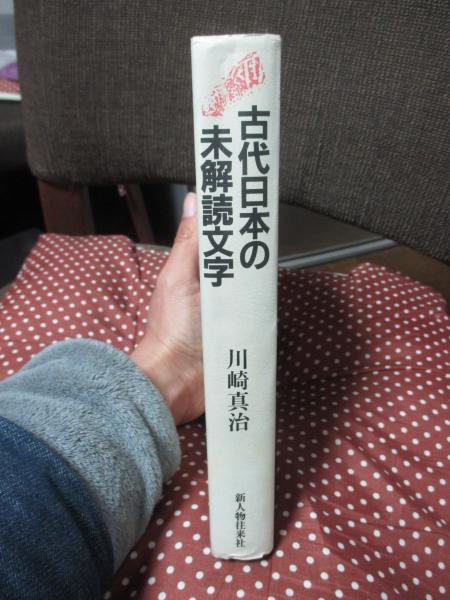 古代日本の
未解読文字
川崎真治
新人物往来社